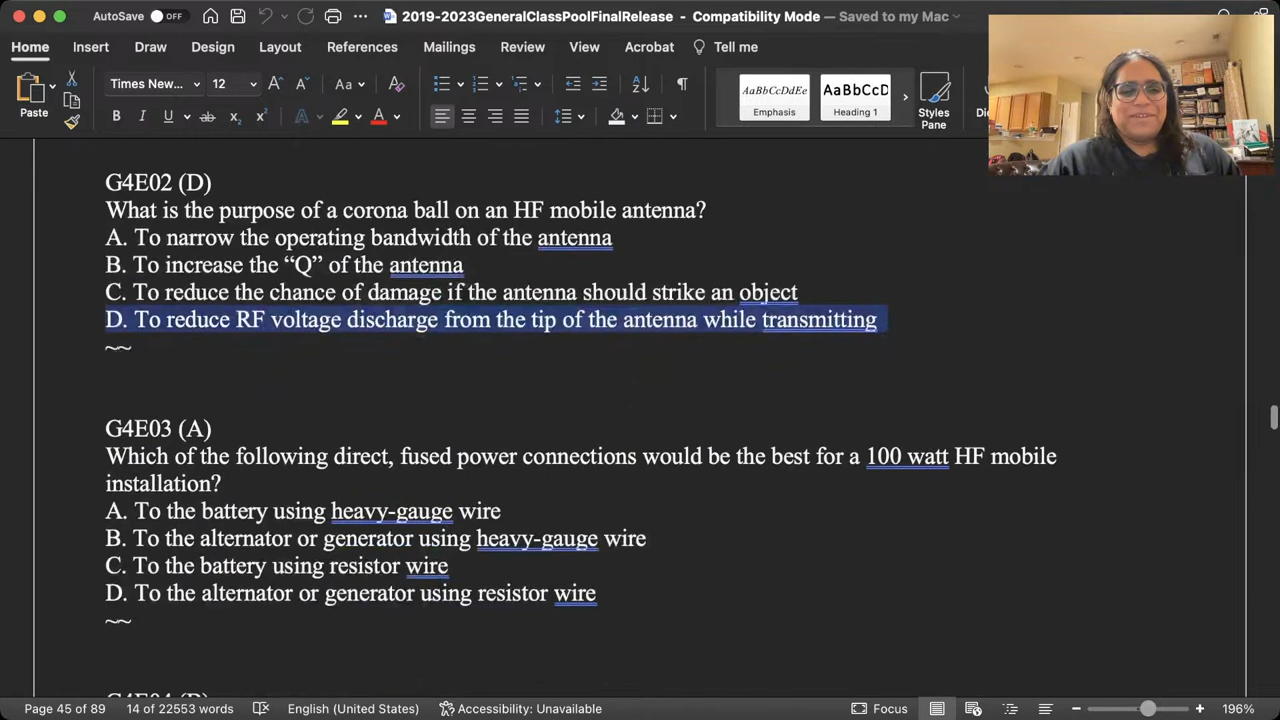 AutoSave OFF 2019-2023GeneralClassPoolFinalRelease - Compatibility Mode — Saved to my Mac
Home Insert Draw Design Layout References Mailings Review View Acrobat Tell me
Paste Times New... 12 Aa AaBbCcDdEe AaBbCcD
B I U ab x₂ x² A A Emphasis Heading 1 Styles Pane
G4E02 (D)
What is the purpose of a corona ball on an HF mobile antenna?
A. To narrow the operating bandwidth of the antenna
B. To increase the “Q” of the antenna
C. To reduce the chance of damage if the antenna should strike an object
D. To reduce RF voltage discharge from the tip of the antenna while transmitting
~~
G4E03 (A)
Which of the following direct, fused power connections would be the best for a 100 watt HF mobile
installation?
A. To the battery using heavy-gauge wire
B. To the alternator or generator using heavy-gauge wire
C. To the battery using resistor wire
D. To the alternator or generator using resistor wire
~~
Page 45 of 89 14 of 22553 words English (United States) Accessibility: Unavailable Focus 196%